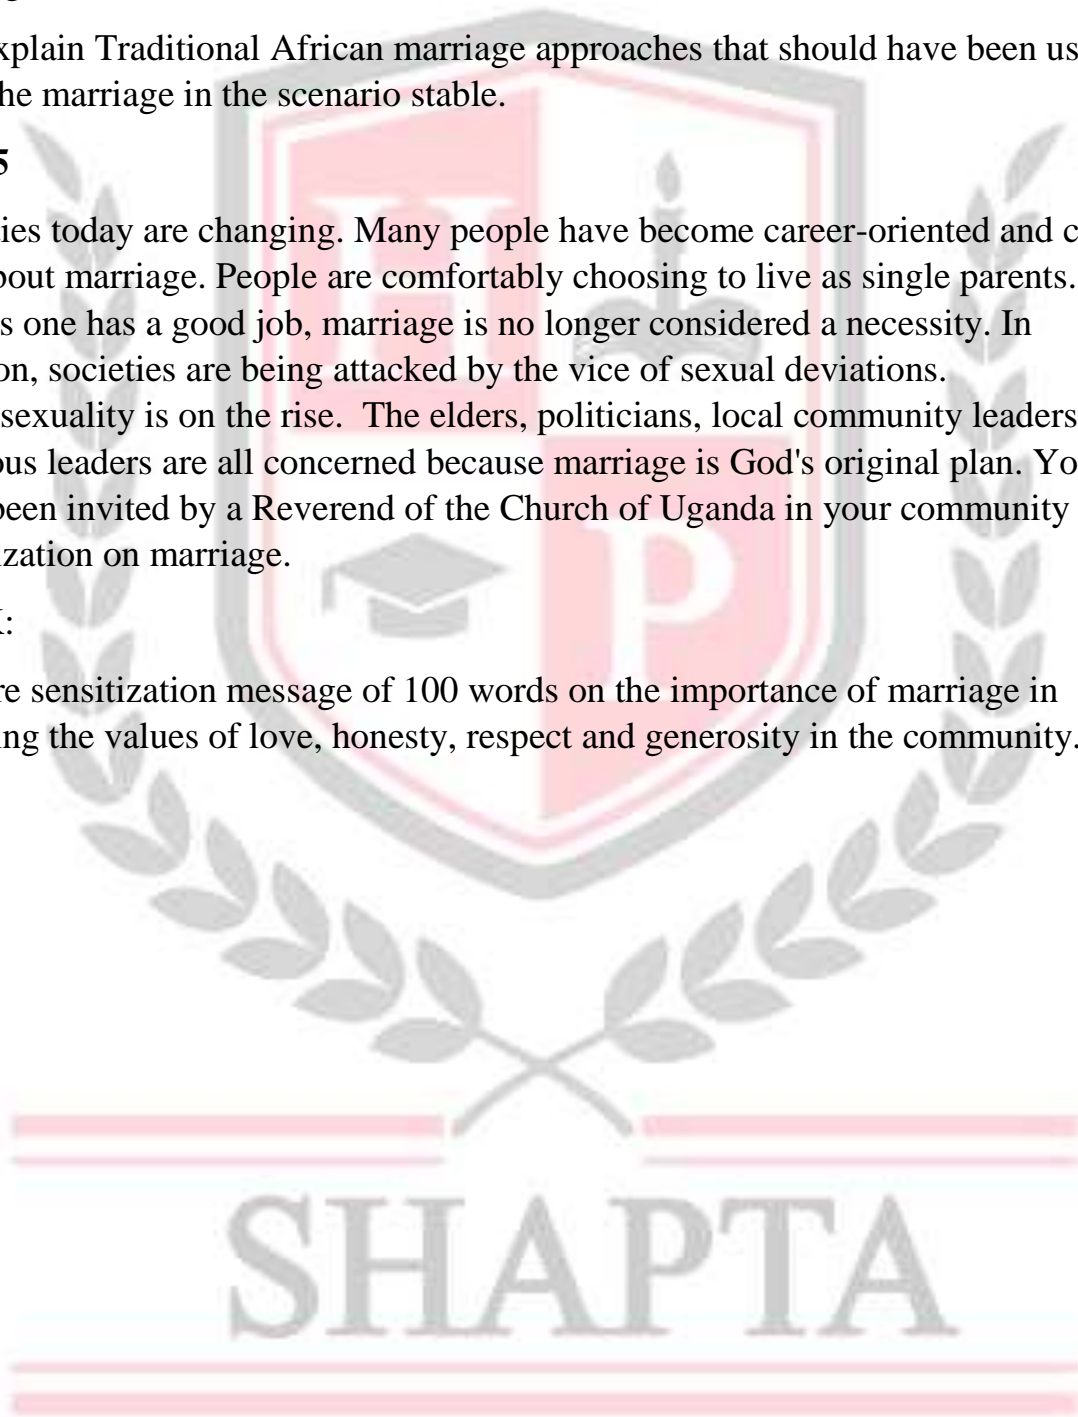 xplain Traditional African marriage approaches that should have been us
he marriage in the scenario stable.
5
ies today are changing. Many people have become career-oriented and c
bout marriage. People are comfortably choosing to live as single parents.
s one has a good job, marriage is no longer considered a necessity. In
on, societies are being attacked by the vice of sexual deviations.
sexuality is on the rise. The elders, politicians, local community leaders
ous leaders are all concerned because marriage is God's original plan. Yo
been invited by a Reverend of the Church of Uganda in your community
ization on marriage.
K:
re sensitization message of 100 words on the importance of marriage in
ing the values of love, honesty, respect and generosity in the community.
H
P
SHAPTA